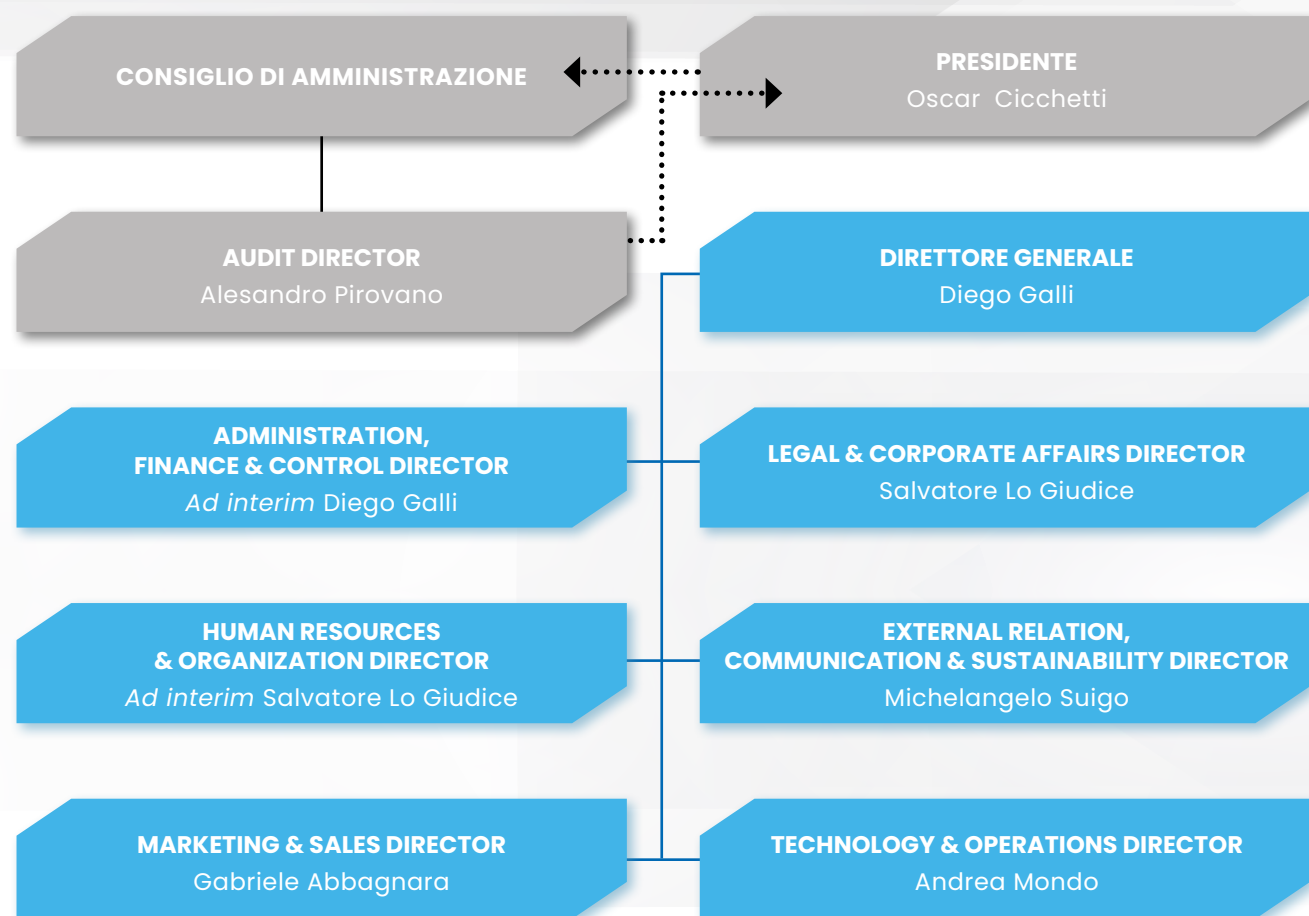 CONSIGLIO DI AMMINISTRAZIONE
PRESIDENTE
Oscar Cicchetti
AUDIT DIRECTOR
Alesandro Pirovano
DIRETTORE GENERALE
Diego Galli
ADMINISTRATION,
FINANCE & CONTROL DIRECTOR
Ad interim Diego Galli
LEGAL & CORPORATE AFFAIRS DIRECTOR
Salvatore Lo Giudice
HUMAN RESOURCES
& ORGANIZATION DIRECTOR
Ad interim Salvatore Lo Giudice
EXTERNAL RELATION,
COMMUNICATION & SUSTAINABILITY DIRECTOR
Michelangelo Suigo
MARKETING & SALES DIRECTOR
Gabriele Abbagnara
TECHNOLOGY & OPERATIONS DIRECTOR
Andrea Mondo